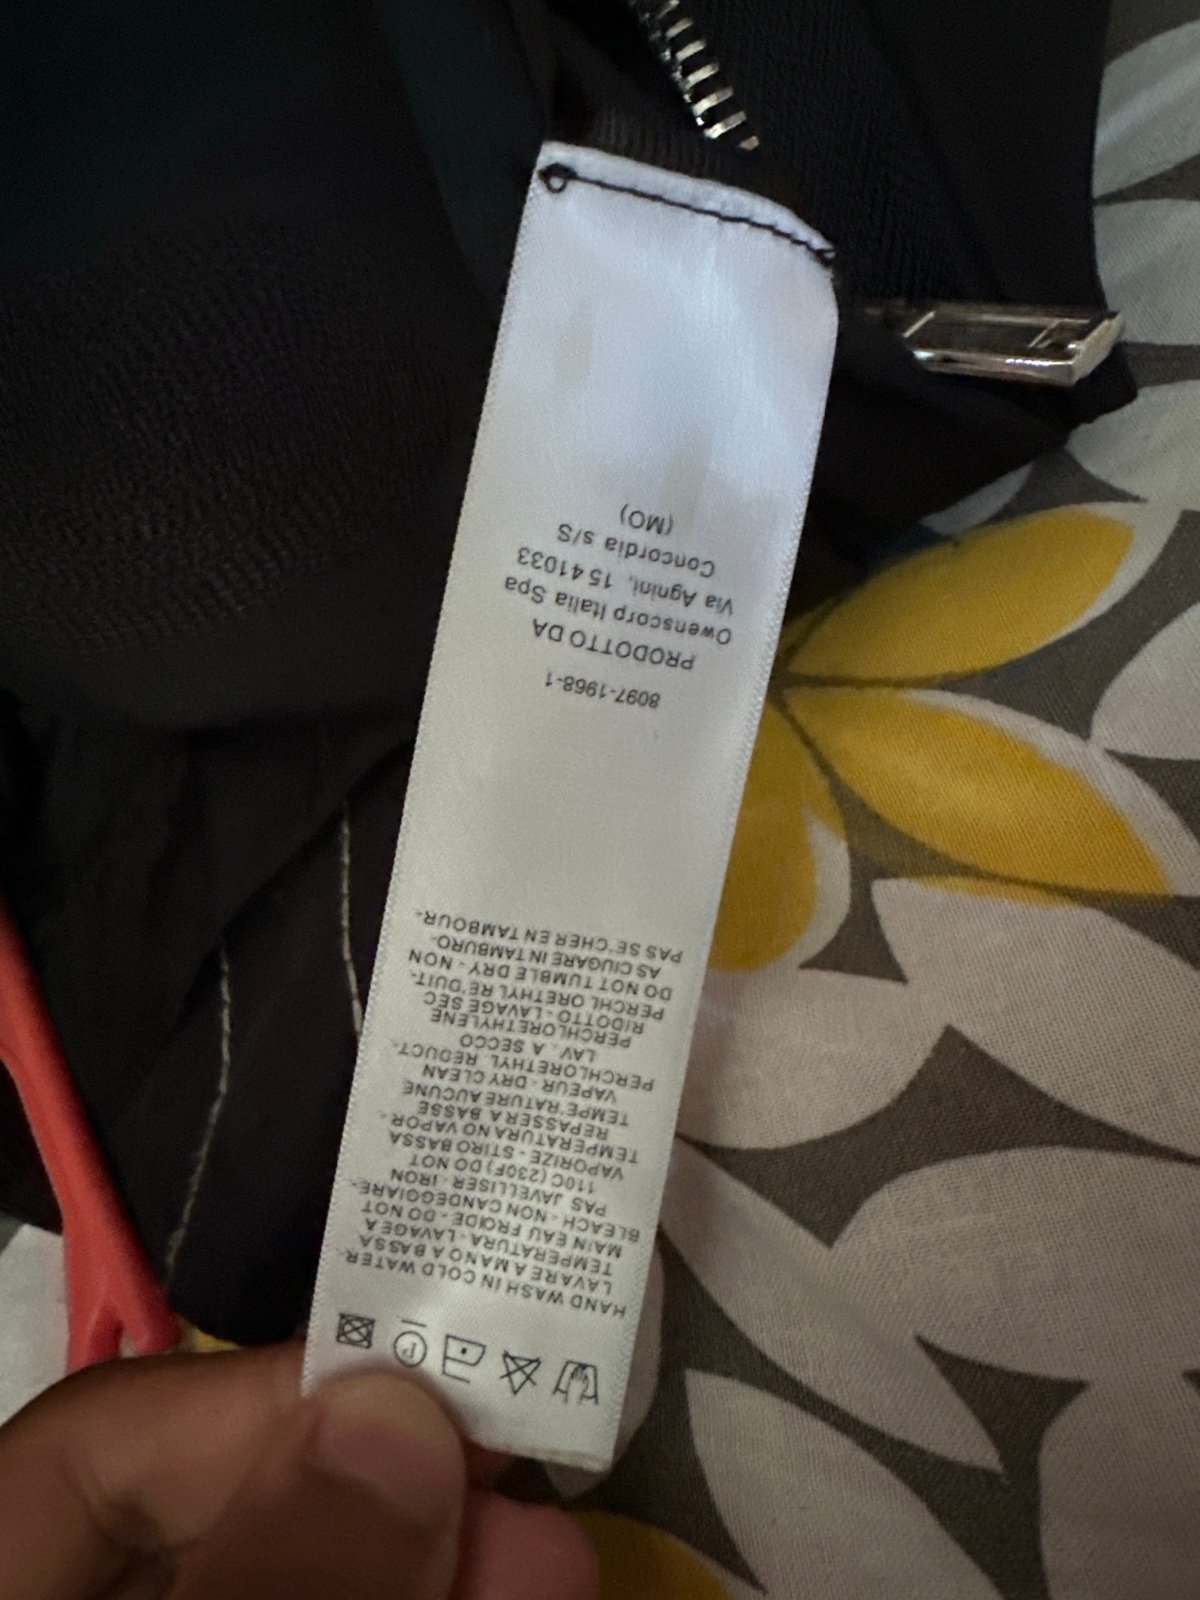 HAND WASH IN COLD WATER-
LAVARE A MANO A BASSA
TEMPERATURA- LAVAGE A
MAIN EAU FROIDE - DO NOT
BLEACH - NON CANDEGGIARE-
PAS JAVELLISER - IRON
110C (230F) DO NOT
VAPORIZE - STIRO BASSA
TEMPERATURA NO VAPOR-
REPASSER A BASSE
TEMPE'RATURE AUCUNE
VAPEUR - DRY CLEAN
PERCHLORETHYL REDUCT-
LAV. A SECCO
PERCHLORETHYLENE
RIDOTTO - LAVAGE SEC
PERCHLORETHYL RE'DUIT-
DO NOT TUMBLE DRY - NON
AS CIUGARE IN TAMBURO-
PAS SE'CHER EN TAMBOUR-
8097-1968-1
PRODOTTO DA
Owenscorp Italia Spa
Via Agnini, 15 41033
Concordia s/S
(MO)